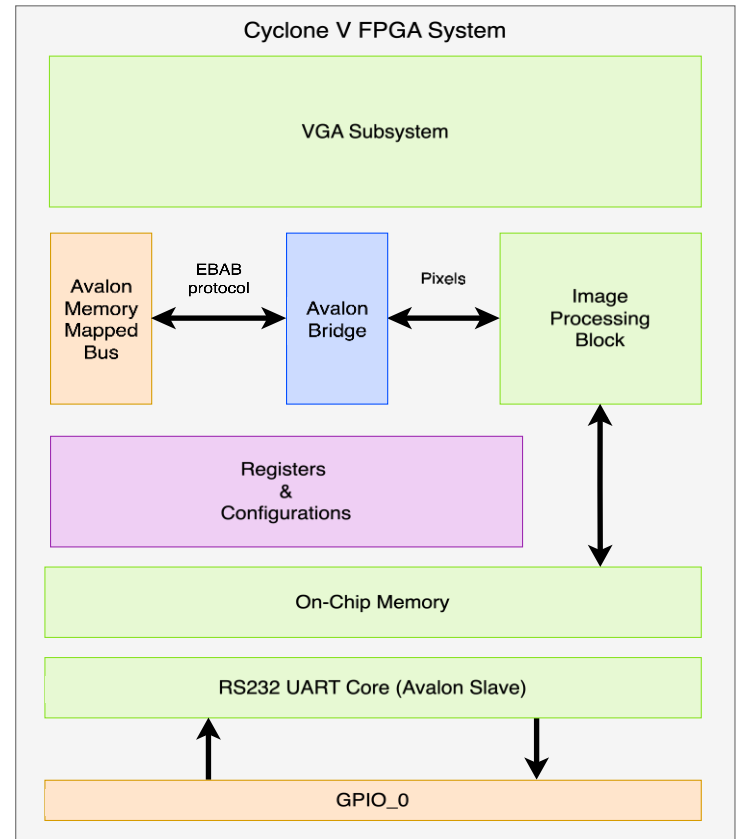 Cyclone V FPGA System
VGA Subsystem
Avalon
Memory
Mapped
Bus
EBAB
protocol
Avalon
Bridge
Pixels
Image
Processing
Block
Registers
&
Configurations
On-Chip Memory
RS232 UART Core (Avalon Slave)
GPIO_0